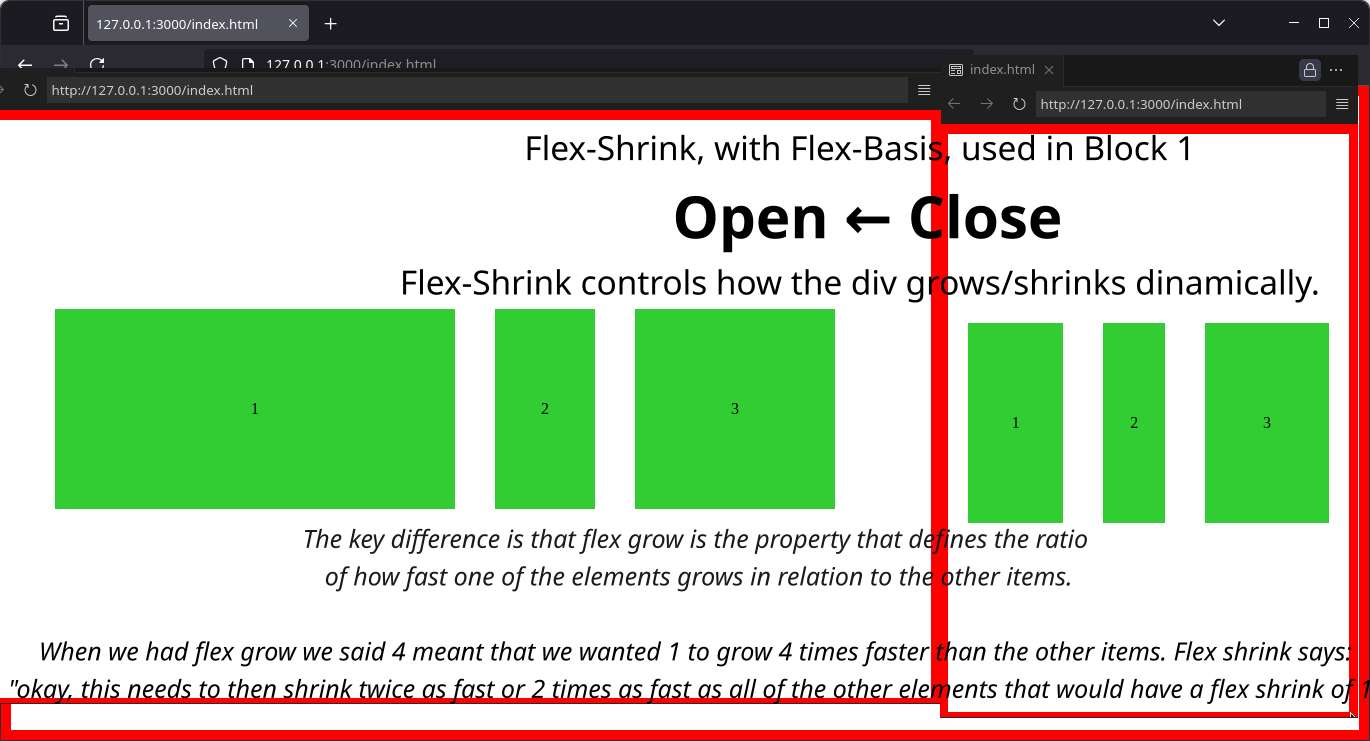 127.0.0.1:3000/index.html
127.0.0.1:3000/index.html
http://127.0.0.1:3000/index.html
index.html
http://127.0.0.1:3000/index.html
Flex-Shrink, with Flex-Basis, used in Block 1
Open ← Close
Flex-Shrink controls how the div grows/shrinks dinamically.
1
2
3
1
2
3
The key difference is that flex grow is the property that defines the ratio
of how fast one of the elements grows in relation to the other items.
When we had flex grow we said 4 meant that we wanted 1 to grow 4 times faster than the other items. Flex shrink says:
"okay, this needs to then shrink twice as fast or 2 times as fast as all of the other elements that would have a flex shrink of 1